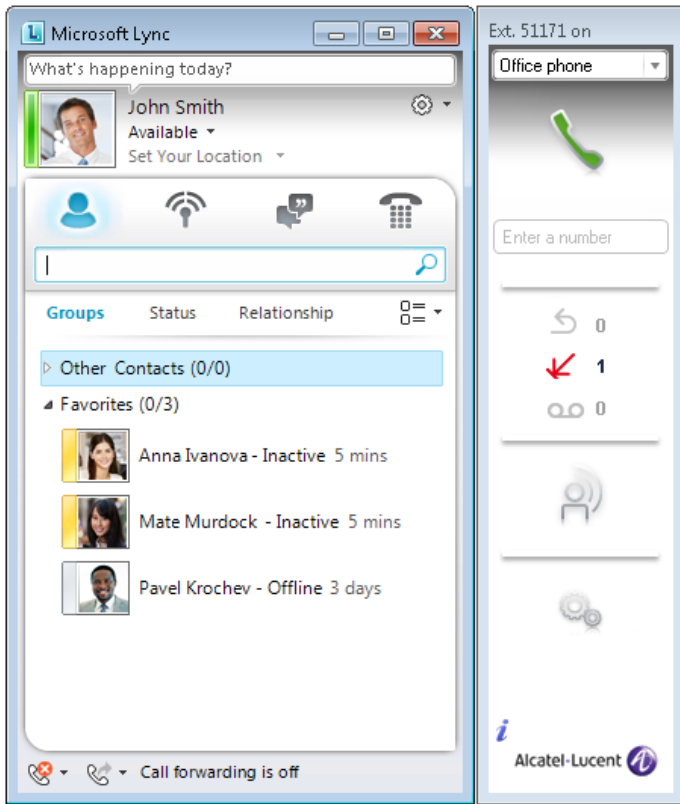 Microsoft Lync
What's happening today?
John Smith
Available
Set Your Location
Groups Status Relationship
Other Contacts (0/0)
Favorites (0/3)
Anna Ivanova - Inactive 5 mins
Mate Murdock - Inactive 5 mins
Pavel Krochev - Offline 3 days
Call forwarding is off
Ext. 51171 on
Office phone
Enter a number
0
1
0
i
Alcatel-Lucent